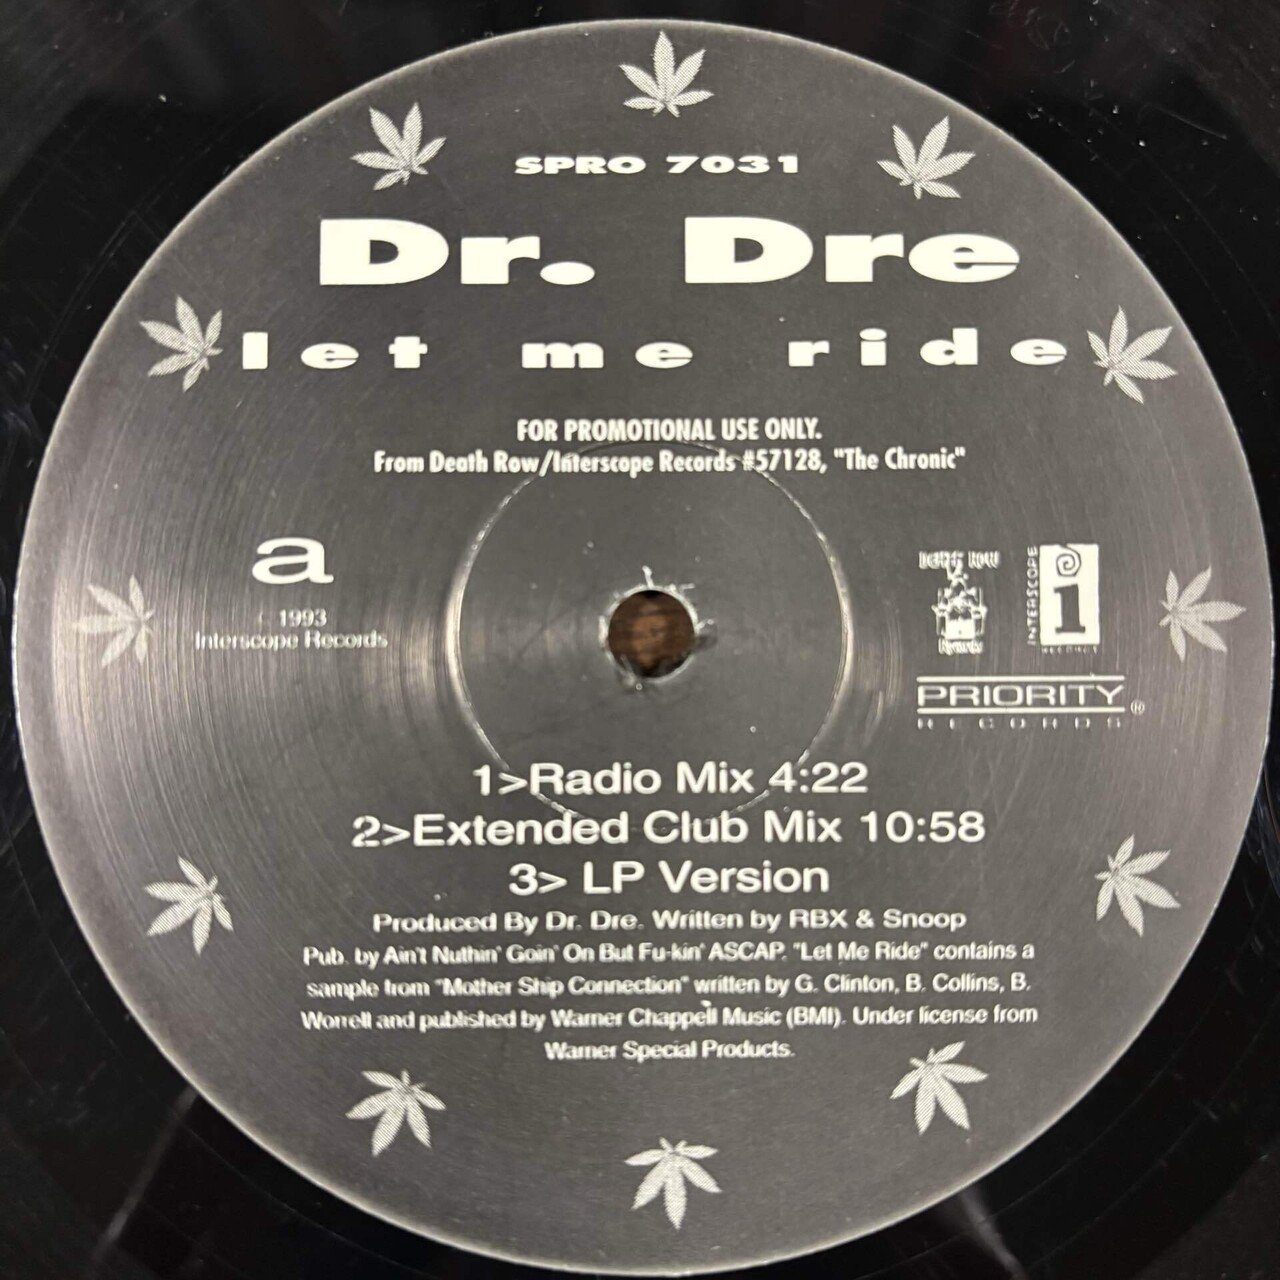 SPRO 7031
Dr. Dre
let me ride
FOR PROMOTIONAL USE ONLY.
From Death Row/Interscope Records #57128, "The Chronic"
a
1993
Interscope Records
DEATH ROW
Records
INTERSCOPE
i
RECORDS
PRIORITY
RECORDS ®
1>Radio Mix 4:22
2>Extended Club Mix 10:58
3> LP Version
Produced By Dr. Dre. Written by RBX & Snoop
Pub. by Ain't Nuthin' Goin' On But Fu-kin' ASCAP. "Let Me Ride" contains a
sample from "Mother Ship Connection" written by G. Clinton, B. Collins, B.
Worrell and published by Warner Chappell Music (BMI). Under license from
Warner Special Products.